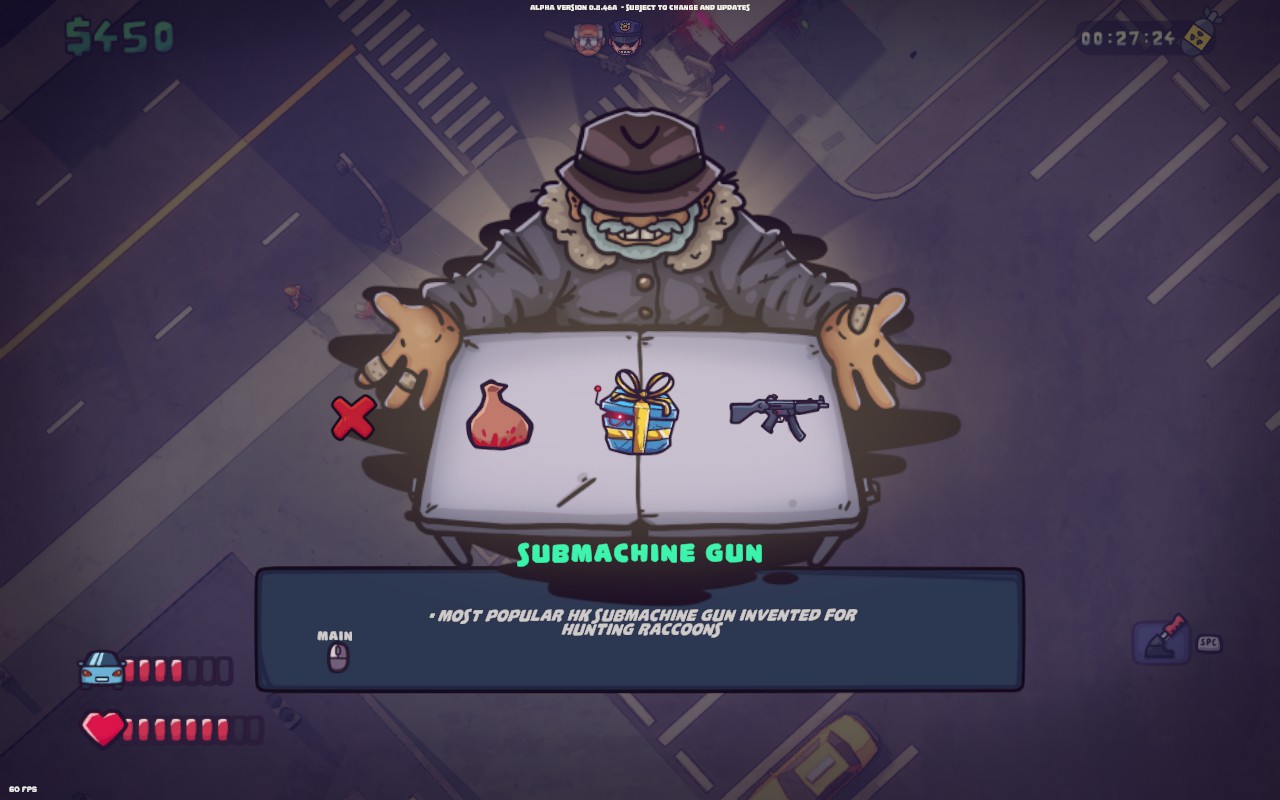 ALPHA VERSION 0.8.46A - SUBJECT TO CHANGE AND UPDATES
$450
00:27:24
SUBMACHINE GUN
- MOST POPULAR HK SUBMACHINE GUN INVENTED FOR
HUNTING RACCOONS
MAIN
SPC
60 FPS